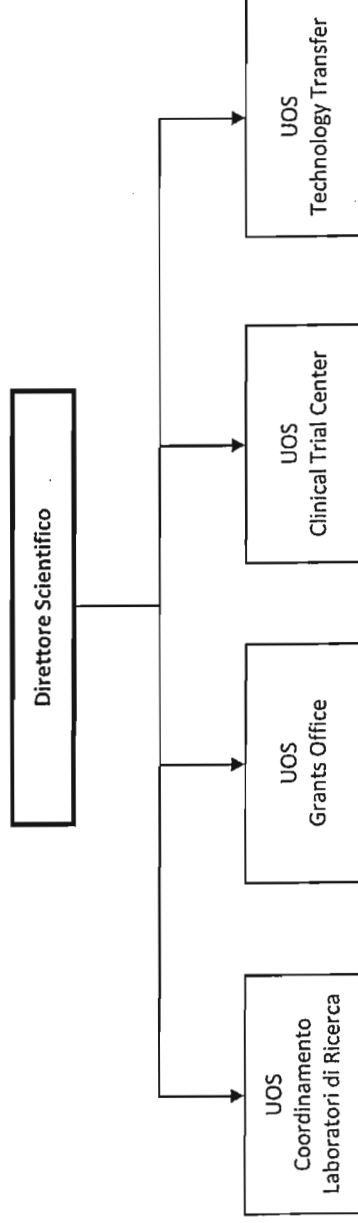 Direttore Scientifico
UOS
Coordinamento
Laboratori di Ricerca
UOS
Grants Office
UOS
Clinical Trial Center
UOS
Technology Transfer